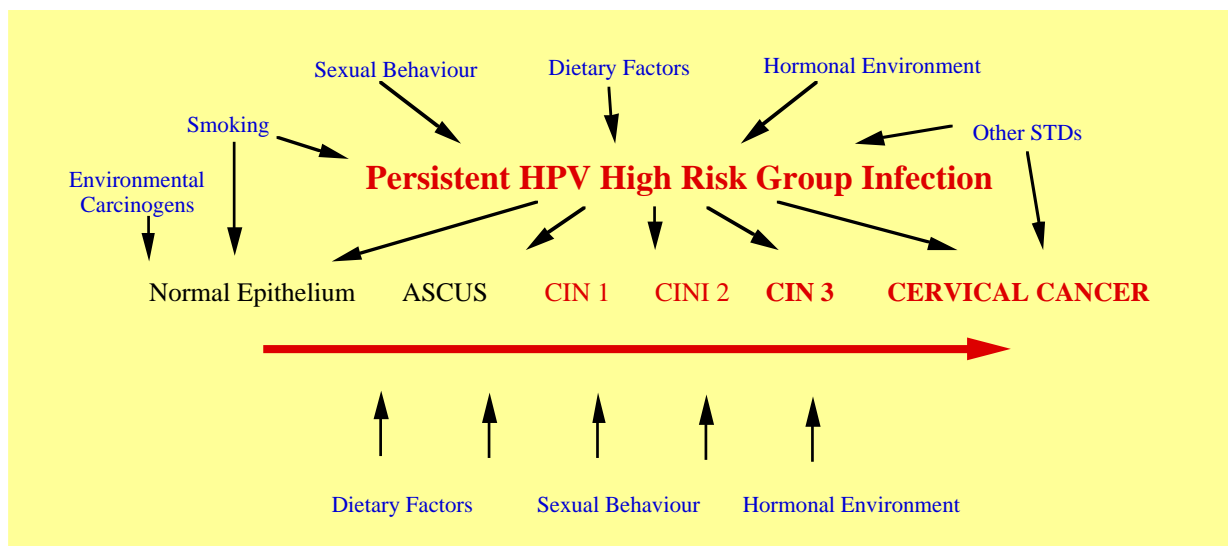 Sexual Behaviour
Dietary Factors
Hormonal Environment
Smoking
Other STDs
Environmental
Carcinogens
Persistent HPV High Risk Group Infection
Normal Epithelium
ASCUS
CIN 1
CINI 2
CIN 3
CERVICAL CANCER
Dietary Factors
Sexual Behaviour
Hormonal Environment